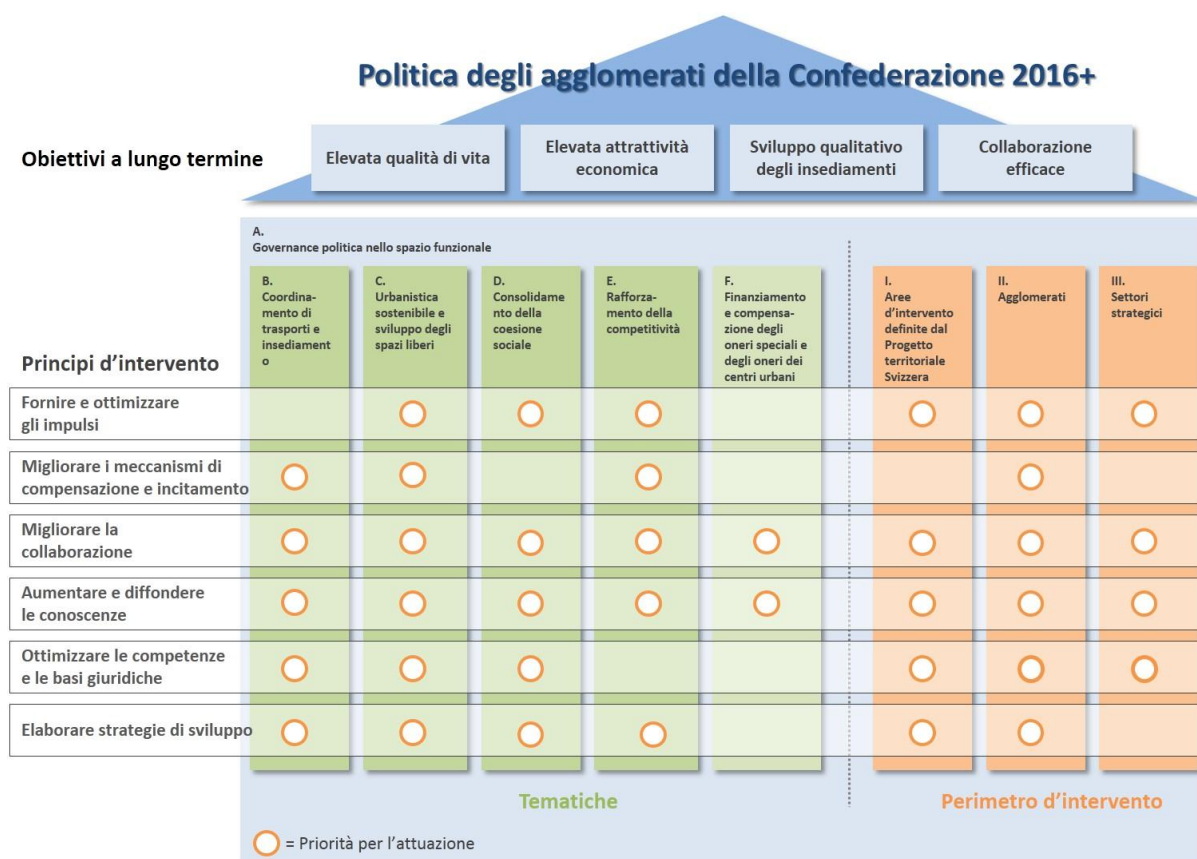 Politica degli agglomerati della Confederazione 2016+
Obiettivi a lungo termine
Elevata qualità di vita
Elevata attrattività
economica
Sviluppo qualitativo
degli insediamenti
Collaborazione
efficace
A.
Governance politica nello spazio funzionale
B.
Coordina-
mento di
trasporti e
insediament
o
C.
Urbanistica
sostenibile e
sviluppo degli
spazi liberi
D.
Consolidame
nto della
coesione
sociale
E.
Rafforza-
mento della
competitività
F.
Finanziamento
e compensa-
zione degli
oneri speciali e
degli oneri dei
centri urbani
I.
Aree
d'intervento
definite dal
Progetto
territoriale
Svizzera
II.
Agglomerati
III.
Settori
strategici
Principi d'intervento
Fornire e ottimizzare
gli impulsi
Migliorare i meccanismi di
compensazione e incitamento
Migliorare la
collaborazione
Aumentare e diffondere
le conoscenze
Ottimizzare le competenze
e le basi giuridiche
Elaborare strategie di sviluppo
Tematiche
Perimetro d'intervento
= Priorità per l'attuazione